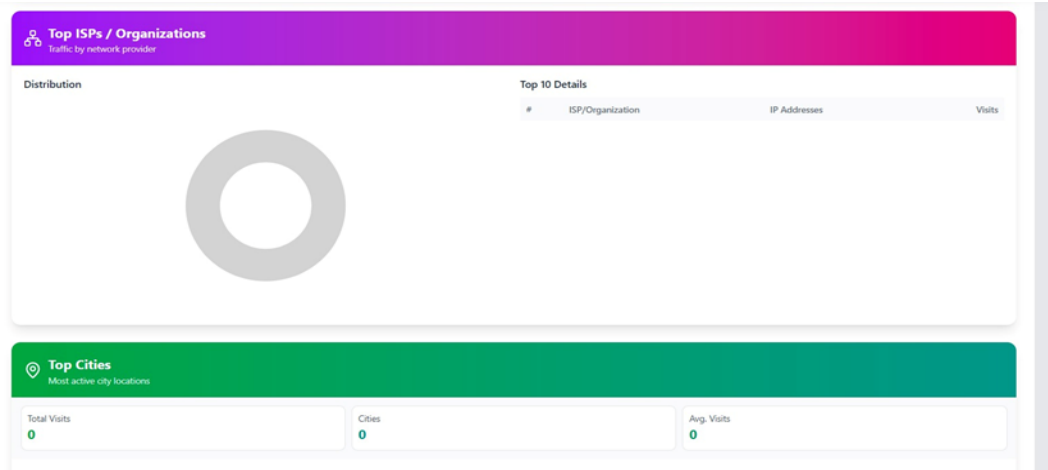 Top ISPs / Organizations
Traffic by network provider
Distribution
Top 10 Details
# ISP/Organization IP Addresses Visits
Top Cities
Most active city locations
Total Visits
0
Cities
0
Avg. Visits
0